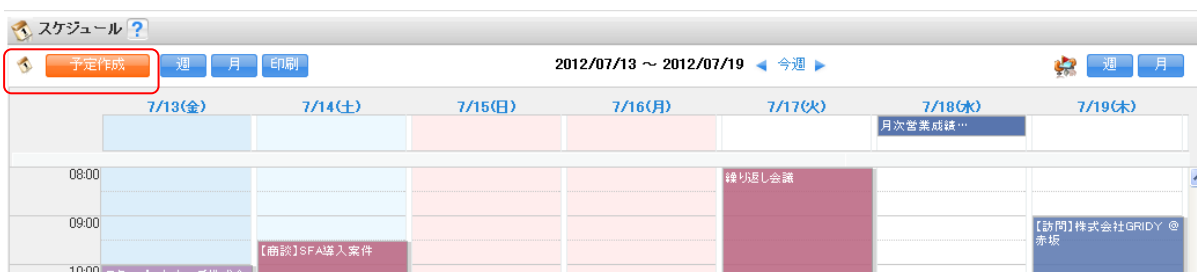 スケジュール ?
予定作成 週 月 印刷 2012/07/13 ~ 2012/07/19 今週 週 月
7/13(金) 7/14(土) 7/15(日) 7/16(月) 7/17(火) 7/18(水) 7/19(木)
月次営業成績…
08:00 繰り返し会議
09:00 【訪問】株式会社GRIDY @
赤坂
【商談】SFA導入案件
10:00